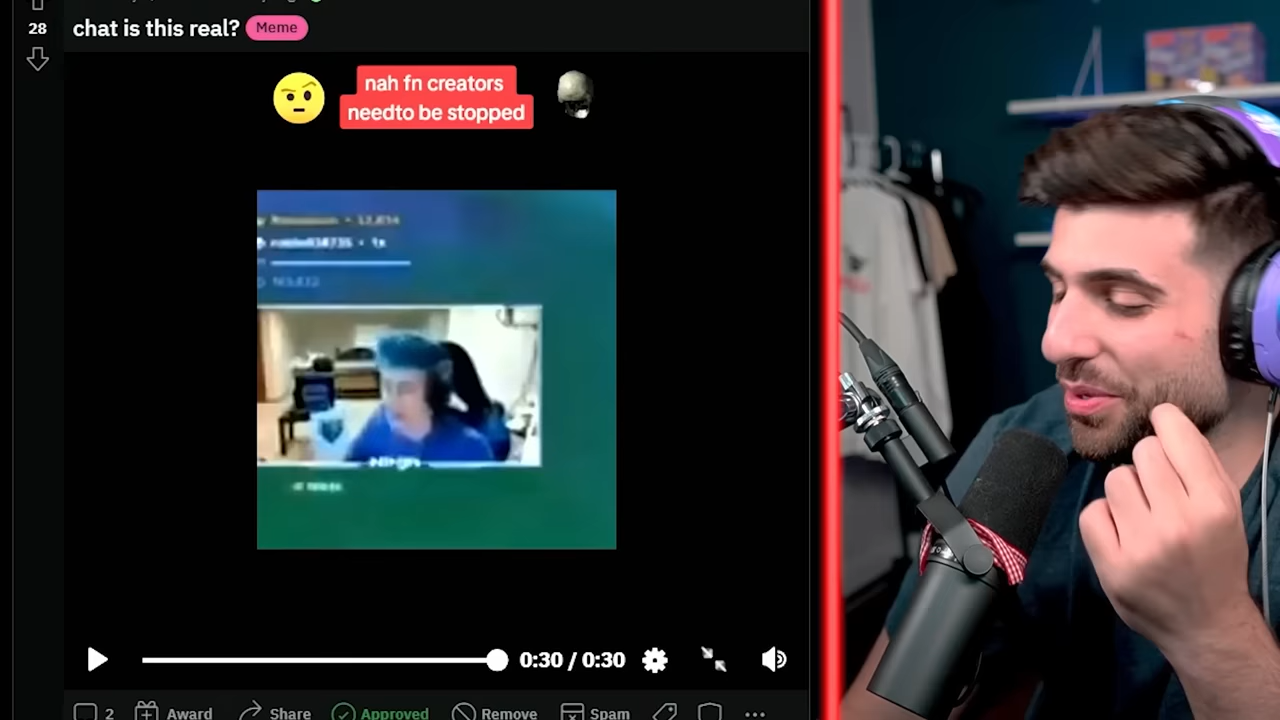 28
chat is this real? Meme
nah fn creators
needto be stopped
0:30 / 0:30
2 Award Share Approved Remove Spam